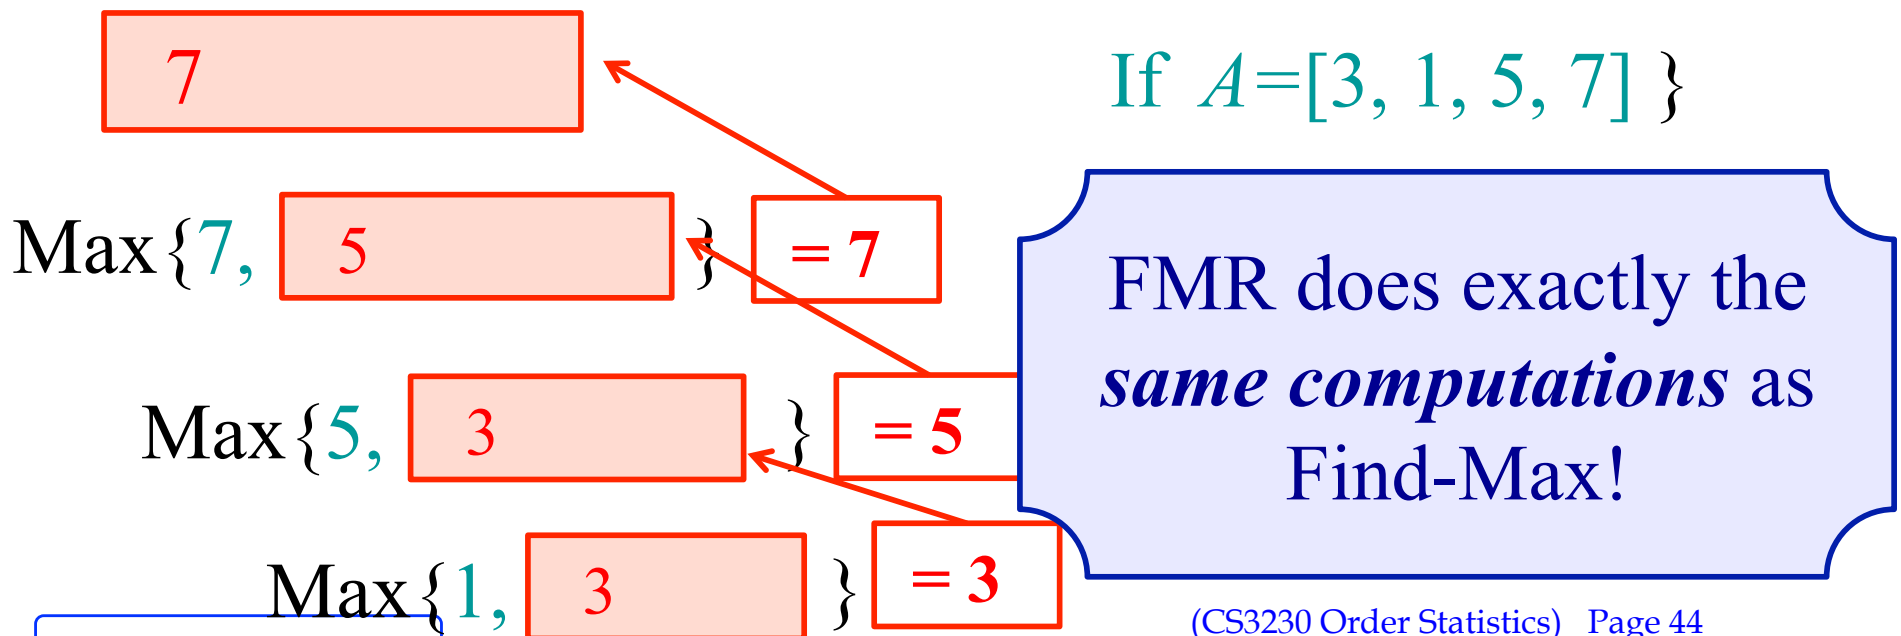 7
If A=[3, 1, 5, 7] }
Max{7, 5 } = 7
Max{5, 3 } = 5
Max{1, 3 } = 3
FMR does exactly the
same computations as
Find-Max!
(CS3230 Order Statistics) Page 44